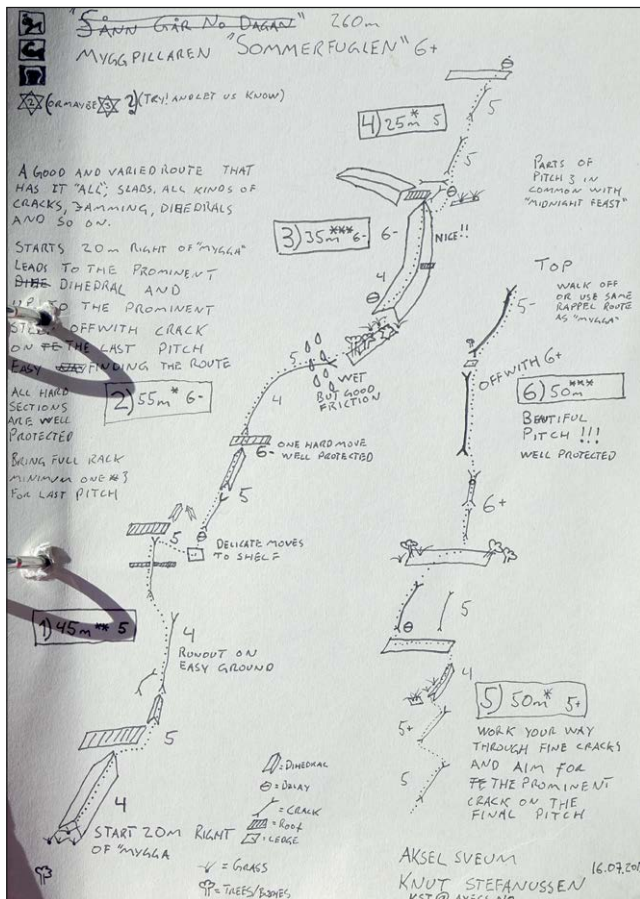 "SÅNN GÅR NO DAGAN" 260m
MYGGPILLAREN "SOMMERFUGLEN" 6+
2 (OR MAYBE 3 ?) (TRY! AND LET US KNOW)
A GOOD AND VARIED ROUTE THAT
HAS IT "ALL"; SLABS, ALL KINDS OF
CRACKS, JAMMING, DIHEDRALS
AND SO ON.
STARTS 20m RIGHT OF "MYGGA"
LEADS TO THE PROMINENT
DIHE DIHEDRAL AND
UP TO THE PROMINENT
OFFWITH CRACK
ON TE THE LAST PITCH
EASY WAY FINDING THE ROUTE
ALL HARD
SECTIONS
ARE WELL
PROTECTED
BRING FULL RACK
MINIMUM ONE #3
FOR LAST PITCH
1) 45m** 5
4
START 20m RIGHT
OF "MYGGA
5
4
RUNOUT ON
EASY GROUND
5
DELICATE MOVES
TO SHELF
2) 55m* 6-
5
6-
ONE HARD MOVE
WELL PROTECTED
4
5
WET
BUT GOOD
FRICTION
3) 35m*** 6-
4
6-
NICE!!
PARTS OF
PITCH 3 IN
COMMON WITH
"MIDNIGHT FEAST"
4) 25m* 5
5
5
5) 50m* 5+
WORK YOUR WAY
THROUGH FINE CRACKS
AND AIM FOR
TE THE PROMINENT
CRACK ON THE
FINAL PITCH
5
5+
4
5
6) 50m***
BEAUTIFUL
PITCH !!!
WELL PROTECTED
6+
OFFWITH 6+
5-
TOP
WALK OFF
OR USE SAME
RAPPEL ROUTE
AS "MYGGA"
= DIHEDRAL
= BELAY
= CRACK
= ROOF
= LEDGE
= GRASS
= TREES/BUSHES
AKSEL SVEUM
KNUT STEFANUSSEN
16.07.20